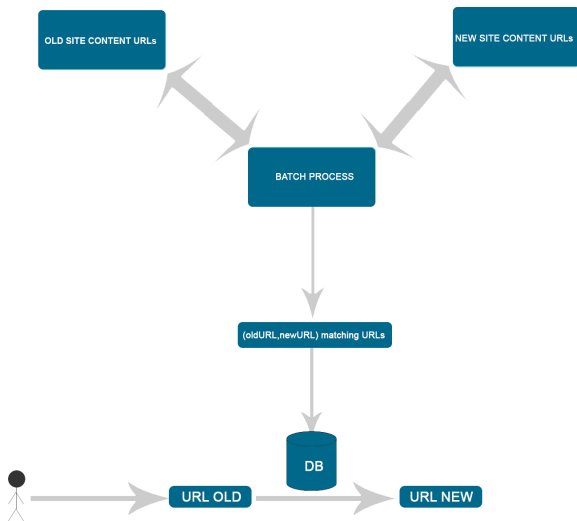 OLD SITE CONTENT URLs
NEW SITE CONTENT URLs
BATCH PROCESS
(oldURL,newURL) matching URLs
DB
URL OLD
URL NEW